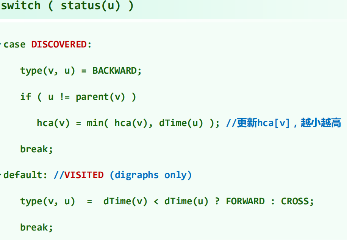 switch ( status(u) )
case DISCOVERED:
type(v, u) = BACKWARD;
if ( u != parent(v) )
hca(v) = min( hca(v), dTime(u) ); //更新hca[v]，越小越高
break;
default: //VISITED (digraphs only)
type(v, u) = dTime(v) < dTime(u) ? FORWARD : CROSS;
break;